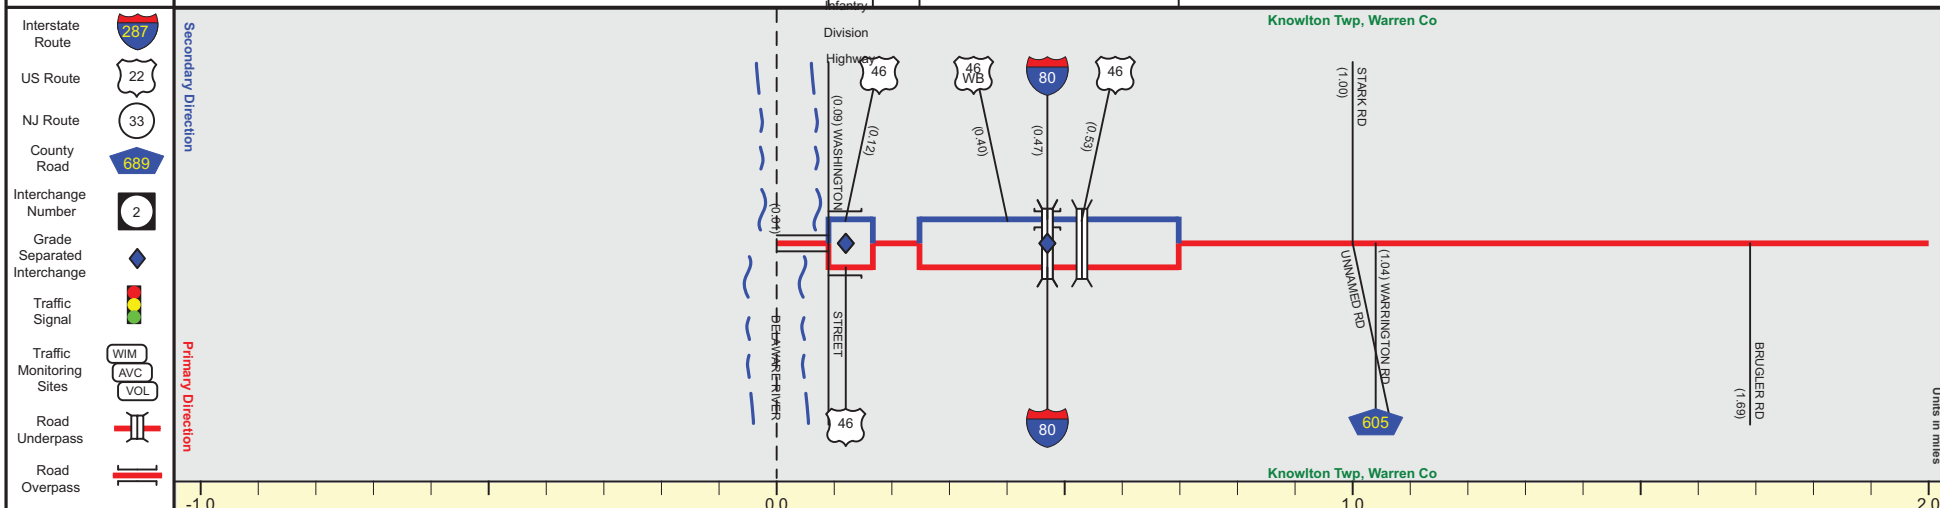 Interstate
Route
287
US Route
22
NJ Route
33
County
Road
689
Interchange
Number
2
Grade
Separated
Interchange
Traffic
Signal
Traffic
Monitoring
Sites
WIM
AVC
VOL
Road
Underpass
Road
Overpass
Secondary Direction
Primary Direction
Infantry
Division
Highway
Knowlton Twp, Warren Co
46
46
WB
80
46
(0.01)
DELAWARE RIVER
(0.09) WASHINGTON
STREET
(0.12)
(0.40)
(0.47)
(0.53)
STARK RD
(1.00)
UNNAMED RD
(1.04) WARRINGTON RD
BRUGLER RD
(1.69)
46
80
605
Knowlton Twp, Warren Co
Units in miles
-1.0
0.0
1.0
2.0